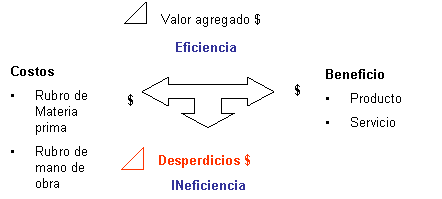 Valor agregado $
Eficiencia
Costos
• Rubro de
Materia
prima
• Rubro de
mano de
obra
$
$
Beneficio
• Producto
• Servicio
Desperdicios $
INeficiencia